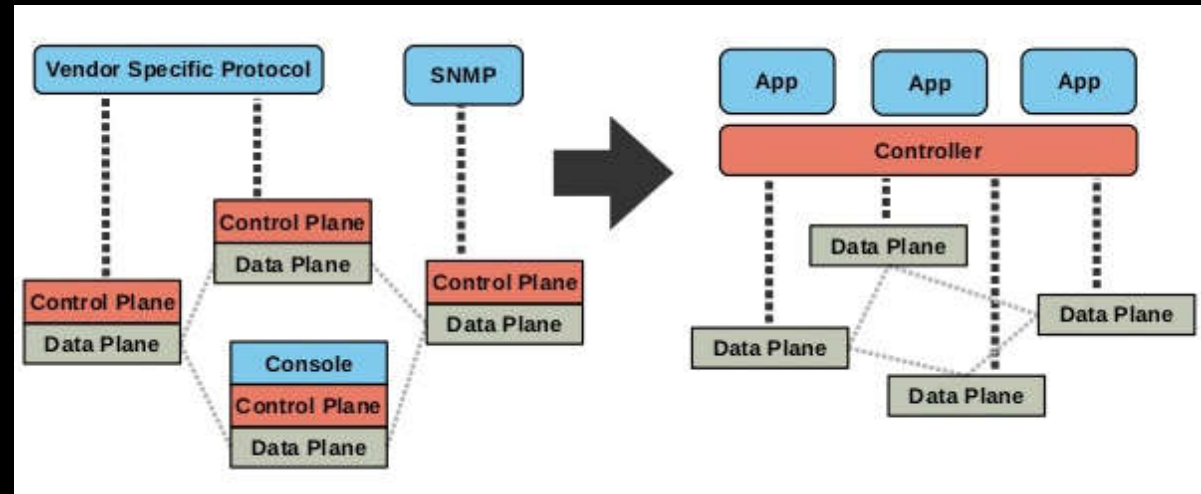 Vendor Specific Protocol
SNMP
Control Plane
Data Plane
Control Plane
Data Plane
Console
Control Plane
Data Plane
Control Plane
Data Plane
App
App
App
Controller
Data Plane
Data Plane
Data Plane
Data Plane